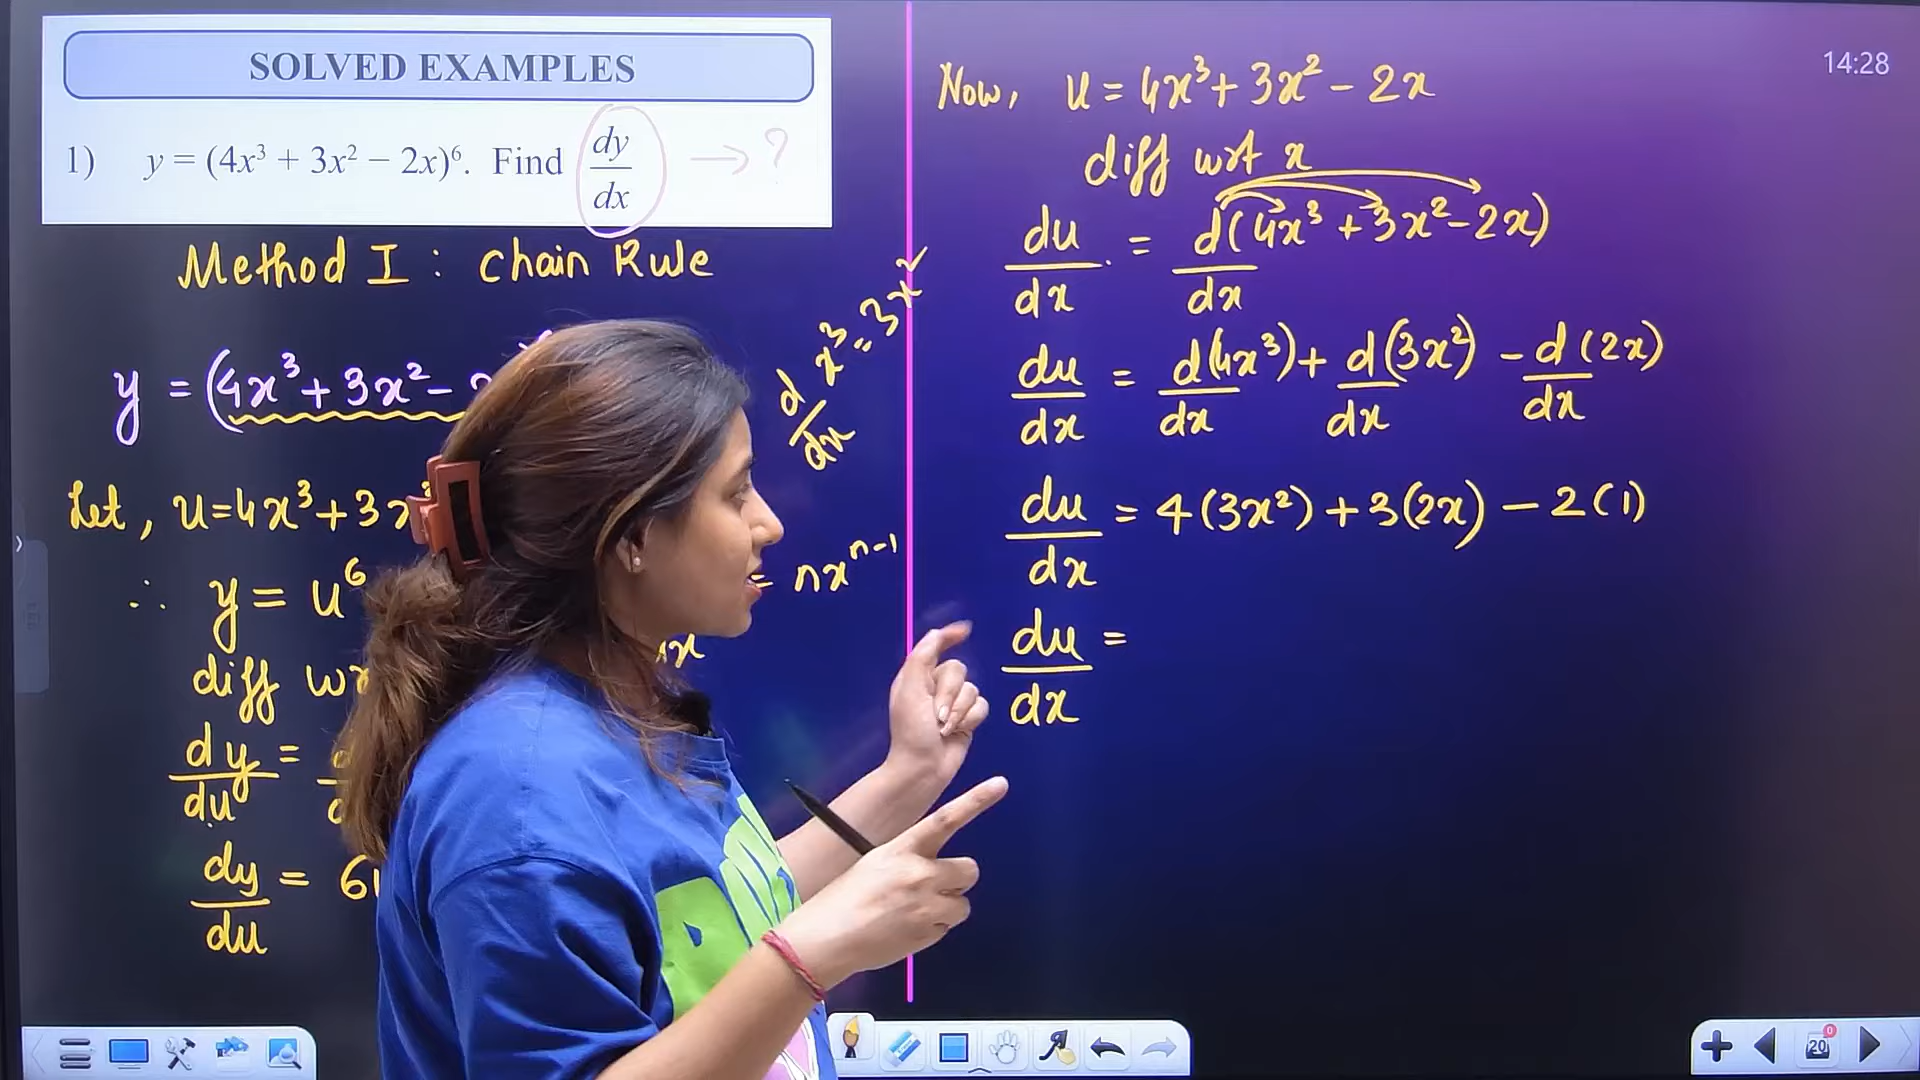 SOLVED EXAMPLES
1) y = (4x³ + 3x² − 2x)⁶. Find dy/dx → ?
Method I : Chain Rule
y = (4x³ + 3x² −
Let, u = 4x³ + 3x
∴ y = u⁶
diff
dy/du =
dy/du = 6
d/dx x³ = 3x²
= nxⁿ⁻¹
14:28
Now, u = 4x³ + 3x² − 2x
diff wrt x
du/dx = d/dx (4x³ + 3x² − 2x)
du/dx = d/dx (4x³) + d/dx (3x²) − d/dx (2x)
du/dx = 4(3x²) + 3(2x) − 2(1)
du/dx =
20
0